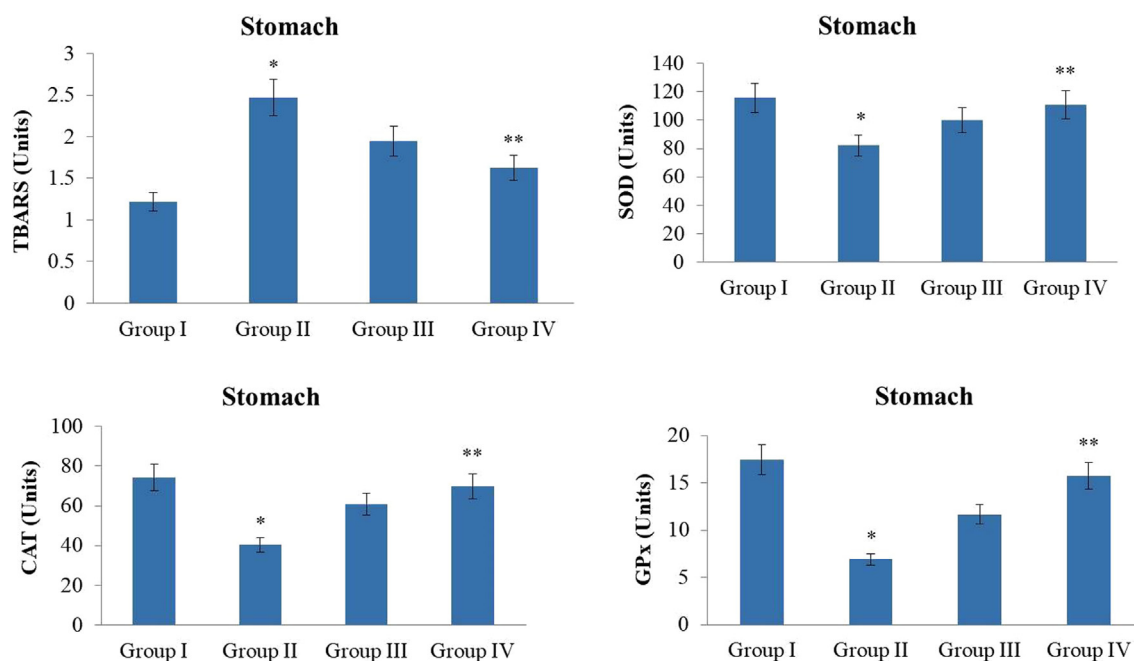 Stomach
TBARS (Units)
3
2.5
2
1.5
1
0.5
0
*
**
Group I Group II Group III Group IV
Stomach
SOD (Units)
140
120
100
80
60
40
20
0
*
**
Group I Group II Group III Group IV
Stomach
CAT (Units)
100
80
60
40
20
0
*
**
Group I Group II Group III Group IV
Stomach
GPx (Units)
20
15
10
5
0
*
**
Group I Group II Group III Group IV